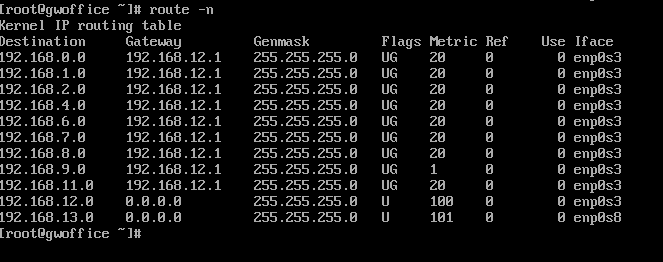 [root@gwoffice ~]# route -n
Kernel IP routing table
Destination     Gateway         Genmask         Flags Metric Ref    Use Iface
192.168.0.0     192.168.12.1    255.255.255.0   UG    20     0        0 enp0s3
192.168.1.0     192.168.12.1    255.255.255.0   UG    20     0        0 enp0s3
192.168.2.0     192.168.12.1    255.255.255.0   UG    20     0        0 enp0s3
192.168.4.0     192.168.12.1    255.255.255.0   UG    20     0        0 enp0s3
192.168.6.0     192.168.12.1    255.255.255.0   UG    20     0        0 enp0s3
192.168.7.0     192.168.12.1    255.255.255.0   UG    20     0        0 enp0s3
192.168.8.0     192.168.12.1    255.255.255.0   UG    20     0        0 enp0s3
192.168.9.0     192.168.12.1    255.255.255.0   UG    1      0        0 enp0s3
192.168.11.0    192.168.12.1    255.255.255.0   UG    20     0        0 enp0s3
192.168.12.0    0.0.0.0         255.255.255.0   U     100    0        0 enp0s3
192.168.13.0    0.0.0.0         255.255.255.0   U     101    0        0 enp0s8
[root@gwoffice ~]#